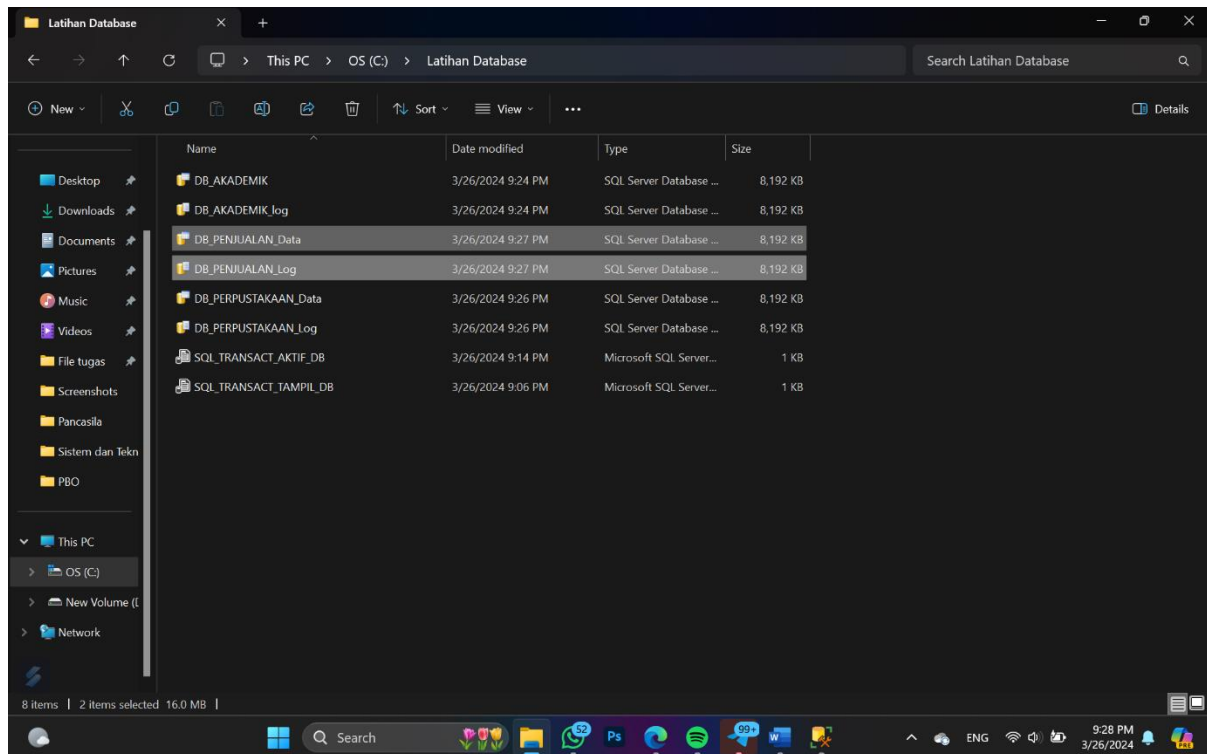 Latihan Database
This PC > OS (C:) > Latihan Database
Search Latihan Database
New
Sort
View
Details
Name Date modified Type Size
DB_AKADEMIK 3/26/2024 9:24 PM SQL Server Database ... 8,192 KB
DB_AKADEMIK_log 3/26/2024 9:24 PM SQL Server Database ... 8,192 KB
DB_PENJUALAN_Data 3/26/2024 9:27 PM SQL Server Database ... 8,192 KB
DB_PENJUALAN_Log 3/26/2024 9:27 PM SQL Server Database ... 8,192 KB
DB_PERPUSTAKAAN_Data 3/26/2024 9:26 PM SQL Server Database ... 8,192 KB
DB_PERPUSTAKAAN_Log 3/26/2024 9:26 PM SQL Server Database ... 8,192 KB
SQL_TRANSACT_AKTIF_DB 3/26/2024 9:14 PM Microsoft SQL Server... 1 KB
SQL_TRANSACT_TAMPIL_DB 3/26/2024 9:06 PM Microsoft SQL Server... 1 KB
Desktop
Downloads
Documents
Pictures
Music
Videos
File tugas
Screenshots
Pancasila
Sistem dan Tekn
PBO
This PC
OS (C:)
New Volume (D
Network
8 items | 2 items selected 16.0 MB |
Search
52
Ps
99+
W
ENG
9:28 PM
3/26/2024
PRE